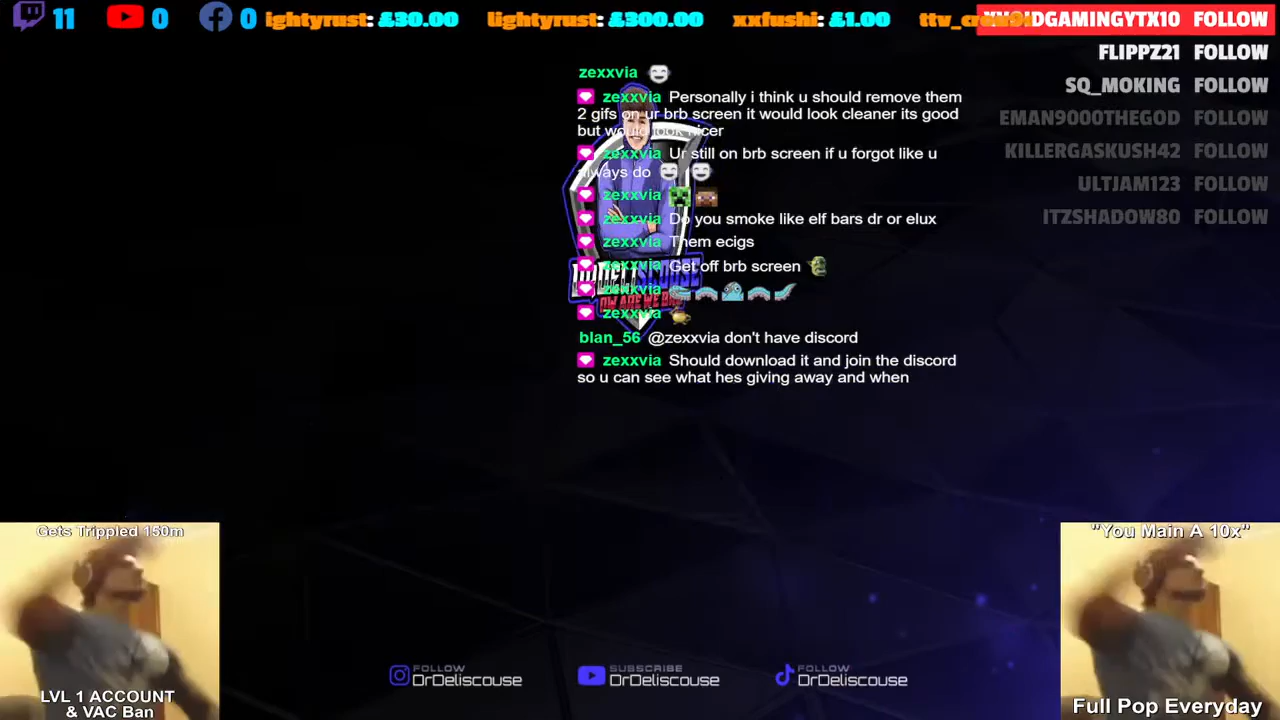 11 0 0 ightyrust: £30.00 lightyrust: £300.00 xxfushi: £1.00 ttv_
XVOIDGAMINGYTX10 FOLLOW
FLIPPZ21 FOLLOW
SQ_MOKING FOLLOW
EMAN9000THEGOD FOLLOW
KILLERGASKUSH42 FOLLOW
ULTJAM123 FOLLOW
ITZSHADOW80 FOLLOW
zexxvia
zexxvia Personally i think u should remove them
2 gifs on ur brb screen it would look cleaner its good
but would look nicer
zexxvia Ur still on brb screen if u forgot like u
always do
zexxvia
zexxvia Do you smoke like elf bars dr or elux
zexxvia Them ecigs
zexxvia Get off brb screen
zexxvia
zexxvia
blan_56 @zexxvia don't have discord
zexxvia Should download it and join the discord
so u can see what hes giving away and when
DRDELISCOUSE
Gets Trippled 150m
LVL 1 ACCOUNT
& VAC Ban
FOLLOW
DrDeliscouse
SUBSCRIBE
DrDeliscouse
FOLLOW
DrDeliscouse
"You Main A 10x"
Full Pop Everyday